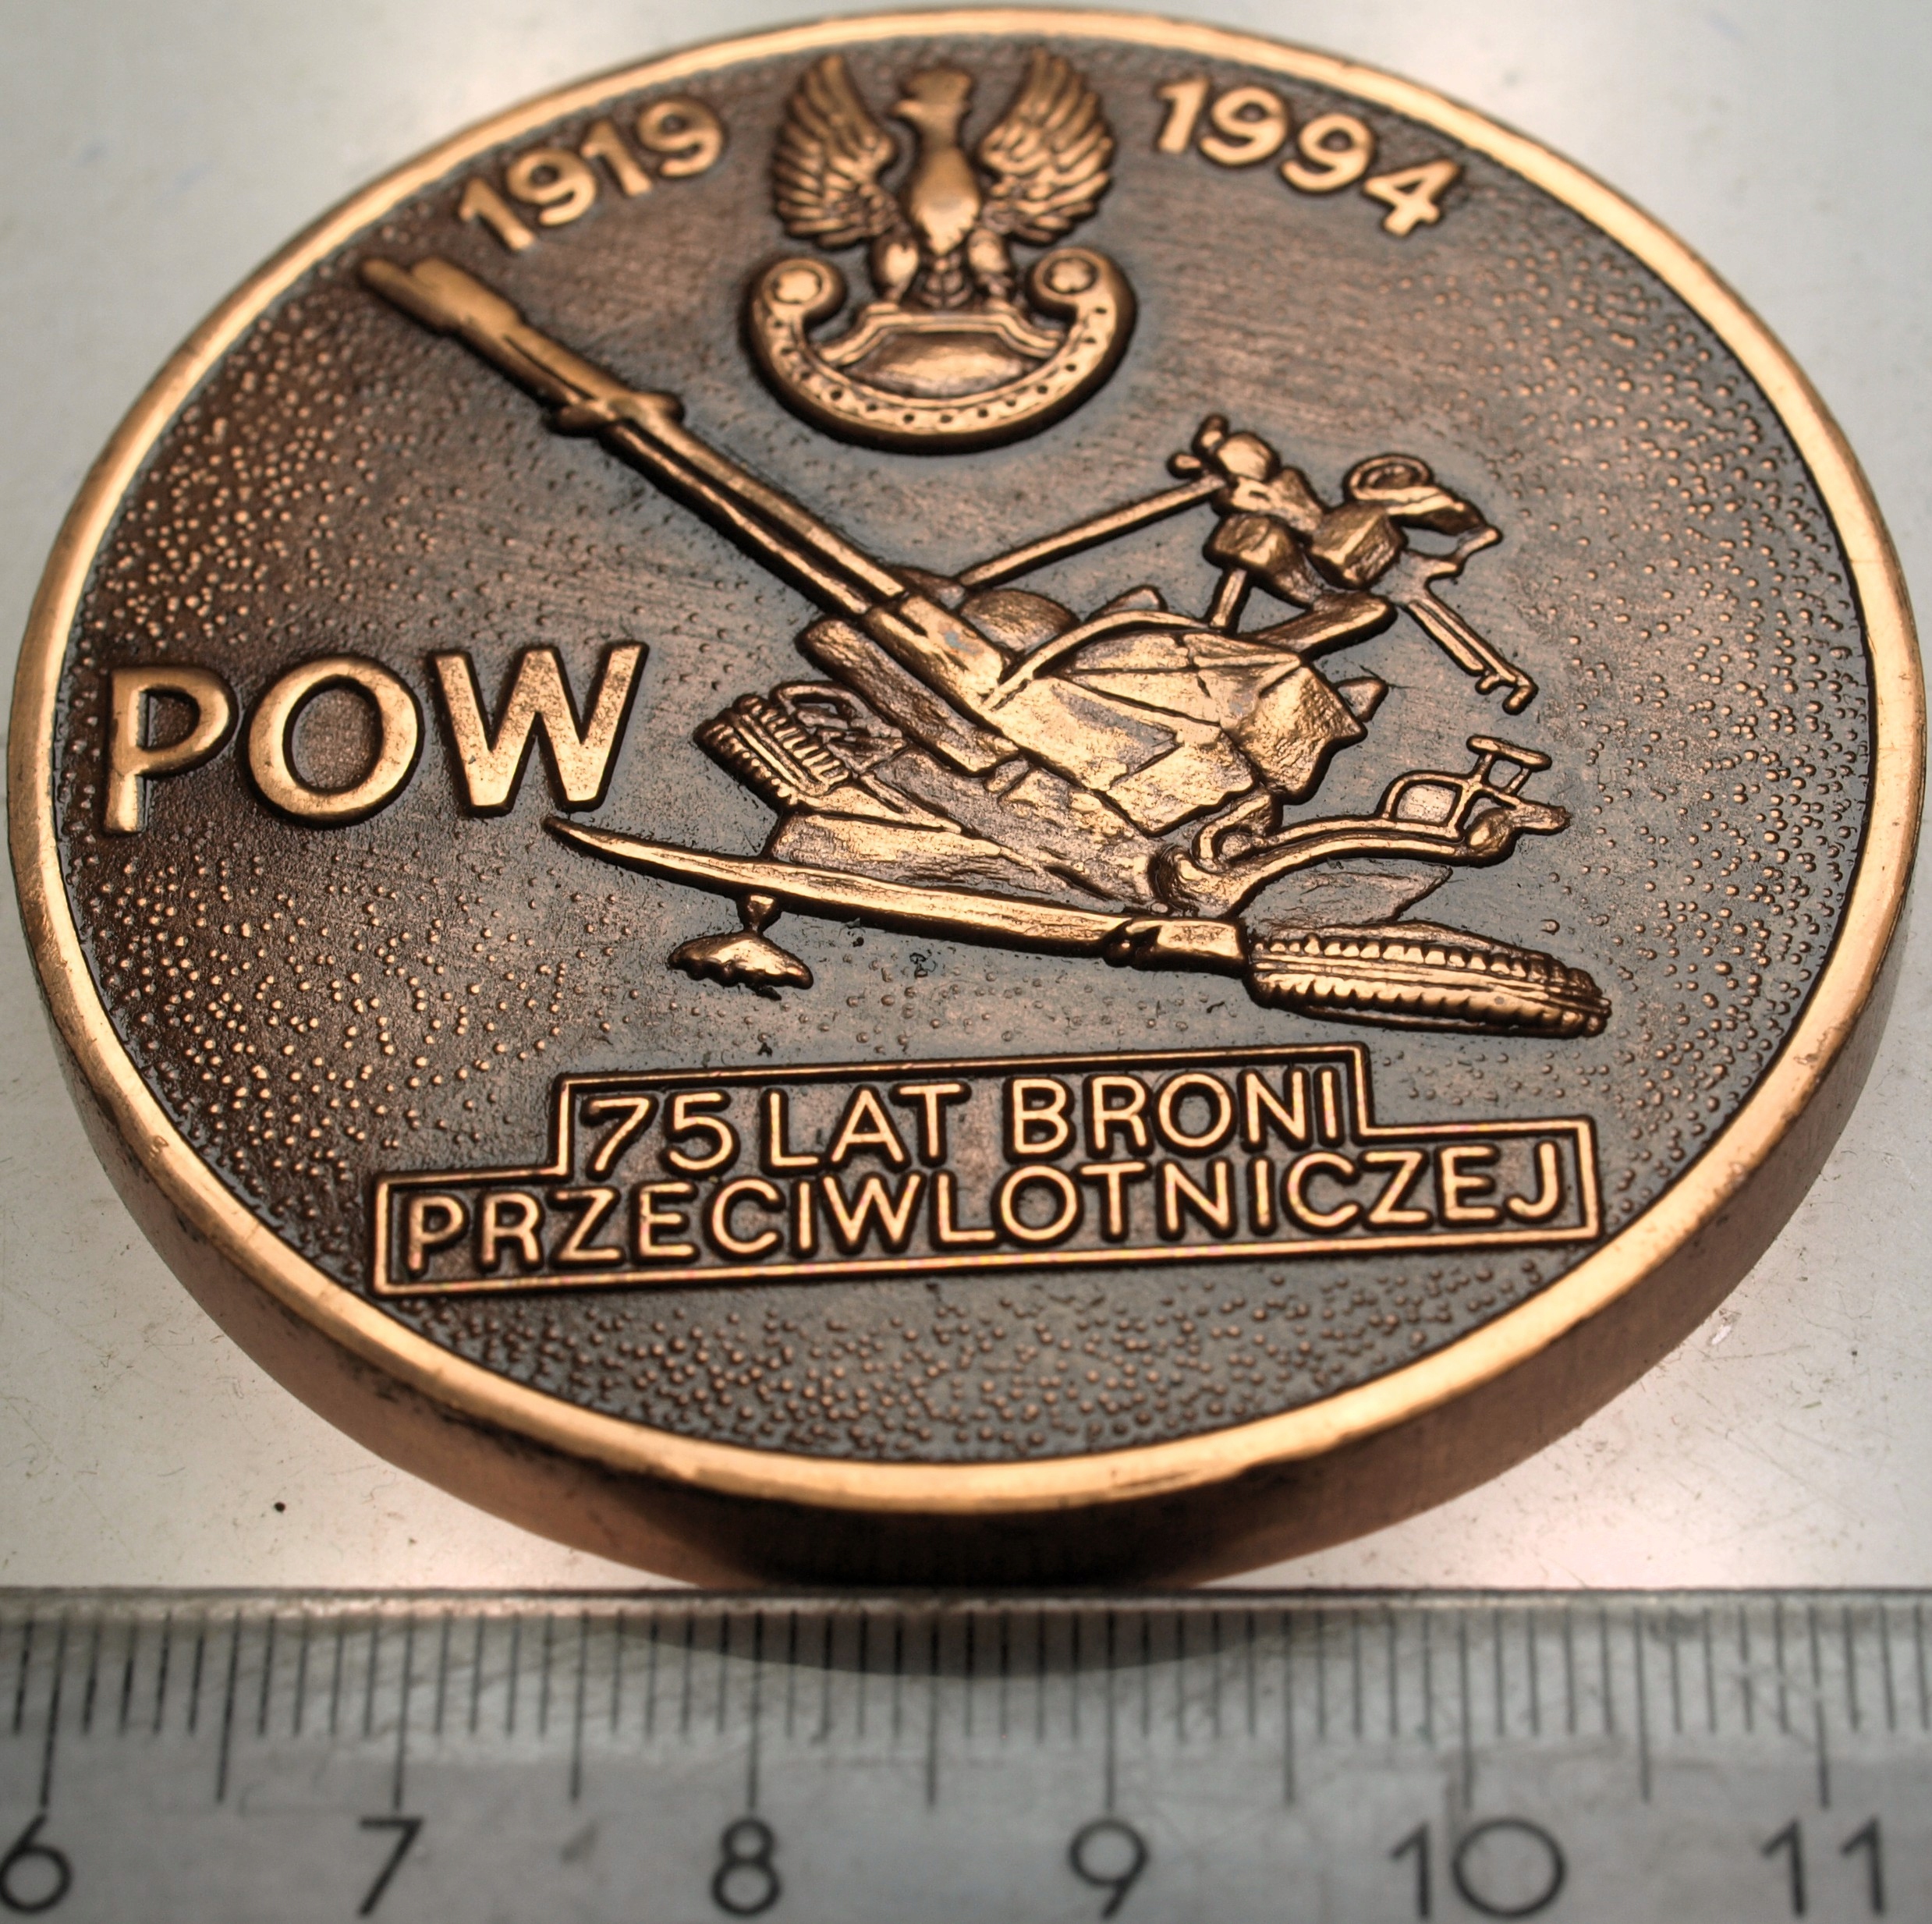 1919 1994
POW
75 LAT BRONI
PRZECIWLOTNICZEJ
6 7 8 9 10 11